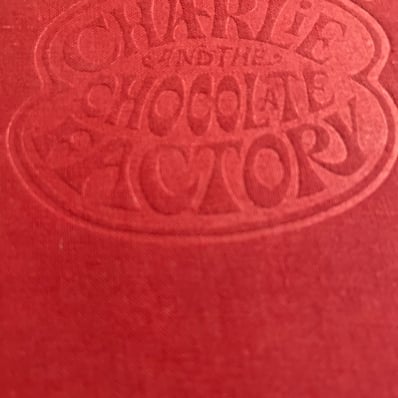 CHARLiE
AND THE
CHOCOLATE
FACTORY